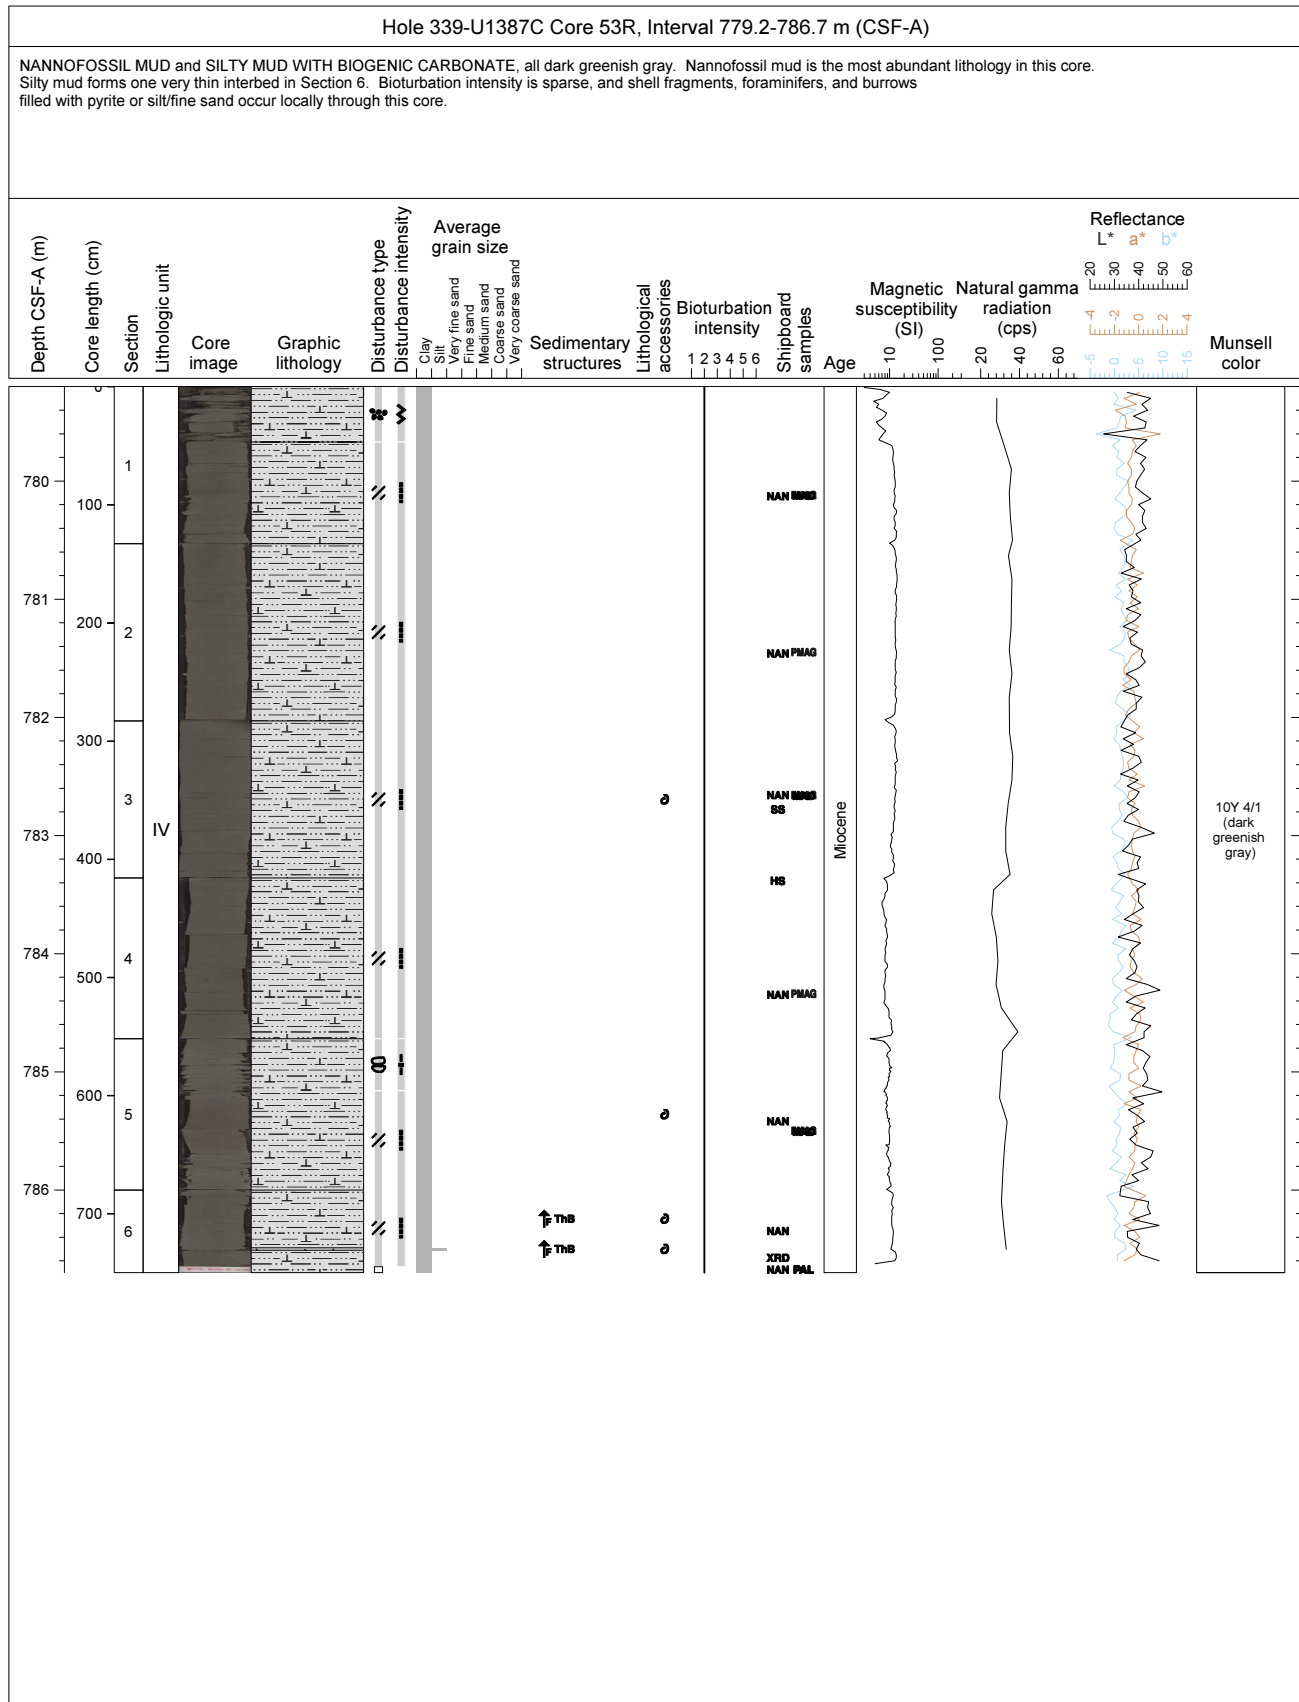 Hole 339-U1387C Core 53R, Interval 779.2-786.7 m (CSF-A)
NANNOFOSSIL MUD and SILTY MUD WITH BIOGENIC CARBONATE, all dark greenish gray. Nannofossil mud is the most abundant lithology in this core.
Silty mud forms one very thin interbed in Section 6. Bioturbation intensity is sparse, and shell fragments, foraminifers, and burrows
filled with pyrite or silt/fine sand occur locally through this core.
Depth CSF-A (m)
Core length (cm)
Section
Lithologic unit
Core
image
Graphic
lithology
Disturbance type
Disturbance intensity
Average
grain size
Clay
Silt
Very fine sand
Fine sand
Medium sand
Coarse sand
Very coarse sand
Sedimentary
structures
Lithological
accessories
Bioturbation
intensity
1 2 3 4 5 6
Shipboard
samples
Age
Magnetic
susceptibility
(SI)
10 100
Natural gamma
radiation
(cps)
20 40 60
Reflectance
L* a* b*
20 30 40 50 60
-4 -2 0 2 4
-5 0 5 10 15
Munsell
color
0
1
780
100
NAN
2
781
200
NAN PMAG
782
300
3
NAN
SS
783
IV
Miocene
10Y 4/1
(dark
greenish
gray)
400
HS
784
4
500
NAN PMAG
785
600
5
NAN
786
700
6
F ThB
NAN
F ThB
XRD
NAN PAL